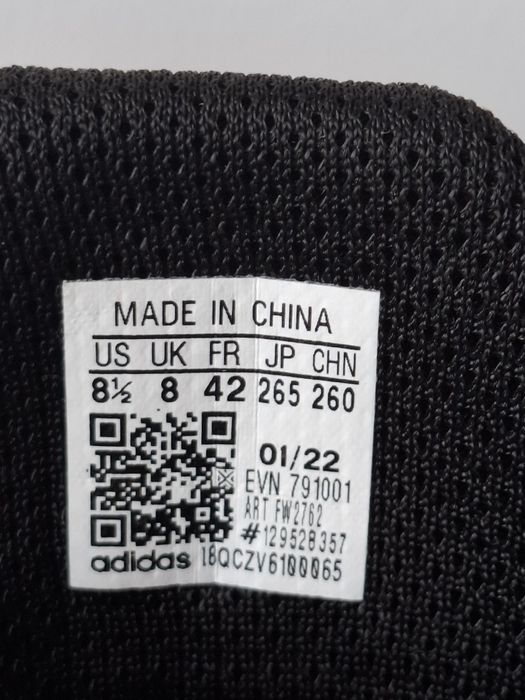 MADE IN CHINA
US UK FR JP CHN
8½ 8 42 265 260
01/22
EVN 791001
ART FW2762
#129528357
adidas 18QCZV6100065